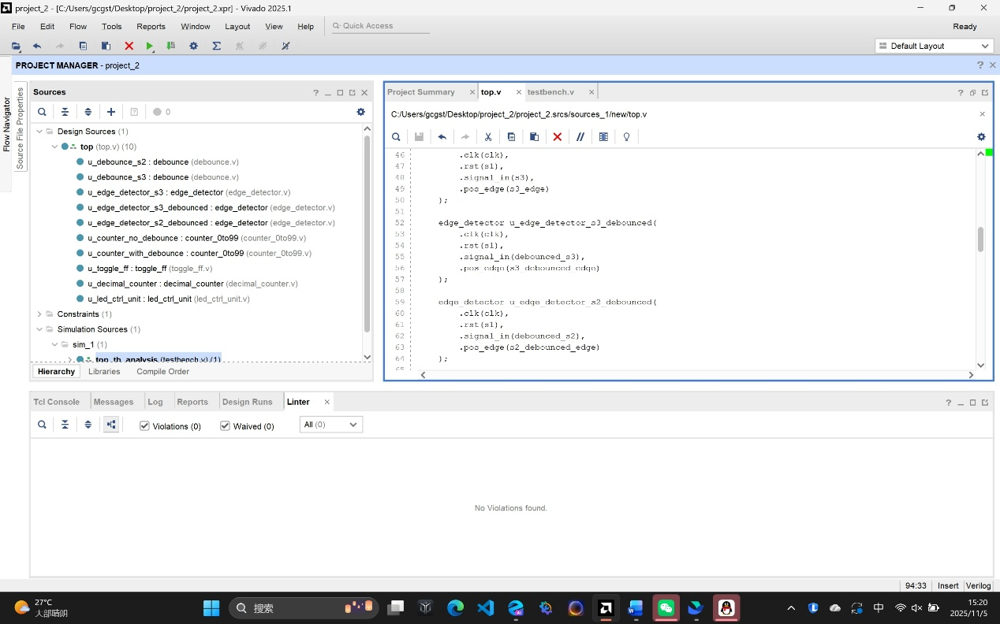 project_2 - [C:/Users/gcgst/Desktop/project_2/project_2.xpr] - Vivado 2025.1
File Edit Flow Tools Reports Window Layout View Help Quick Access Ready
0
Default Layout
PROJECT MANAGER - project_2
Flow Navigator
Source File Properties
Sources
0
Design Sources (1)
top (top.v) (10)
u_debounce_s2 : debounce (debounce.v)
u_debounce_s3 : debounce (debounce.v)
u_edge_detector_s3 : edge_detector (edge_detector.v)
u_edge_detector_s3_debounced : edge_detector (edge_detector.v)
u_edge_detector_s2_debounced : edge_detector (edge_detector.v)
u_counter_no_debounce : counter_0to99 (counter_0to99.v)
u_counter_with_debounce : counter_0to99 (counter_0to99.v)
u_toggle_ff : toggle_ff (toggle_ff.v)
u_decimal_counter : decimal_counter (decimal_counter.v)
u_led_ctrl_unit : led_ctrl_unit (led_ctrl_unit.v)
Constraints (1)
Simulation Sources (1)
sim_1 (1)
top_tb_analysis (testbench.v) (1)
Hierarchy Libraries Compile Order
Project Summary top.v testbench.v
C:/Users/gcgst/Desktop/project_2/project_2.srcs/sources_1/new/top.v
46 .clk(clk),
47 .rst(s1),
48 .signal_in(s3),
49 .pos_edge(s3_edge)
50 );
51
52 edge_detector u_edge_detector_s3_debounced(
53 .clk(clk),
54 .rst(s1),
55 .signal_in(debounced_s3),
56 .pos_edge(s3_debounced_edge)
57 );
58
59 edge_detector u_edge_detector_s2_debounced(
60 .clk(clk),
61 .rst(s1),
62 .signal_in(debounced_s2),
63 .pos_edge(s2_debounced_edge)
64 );
65
Tcl Console Messages Log Reports Design Runs Linter
Violations (0) Waived (0) All (0)
No Violations found.
94:33 Insert Verilog
27°C
大部晴朗
搜索
中
15:20
2025/11/5